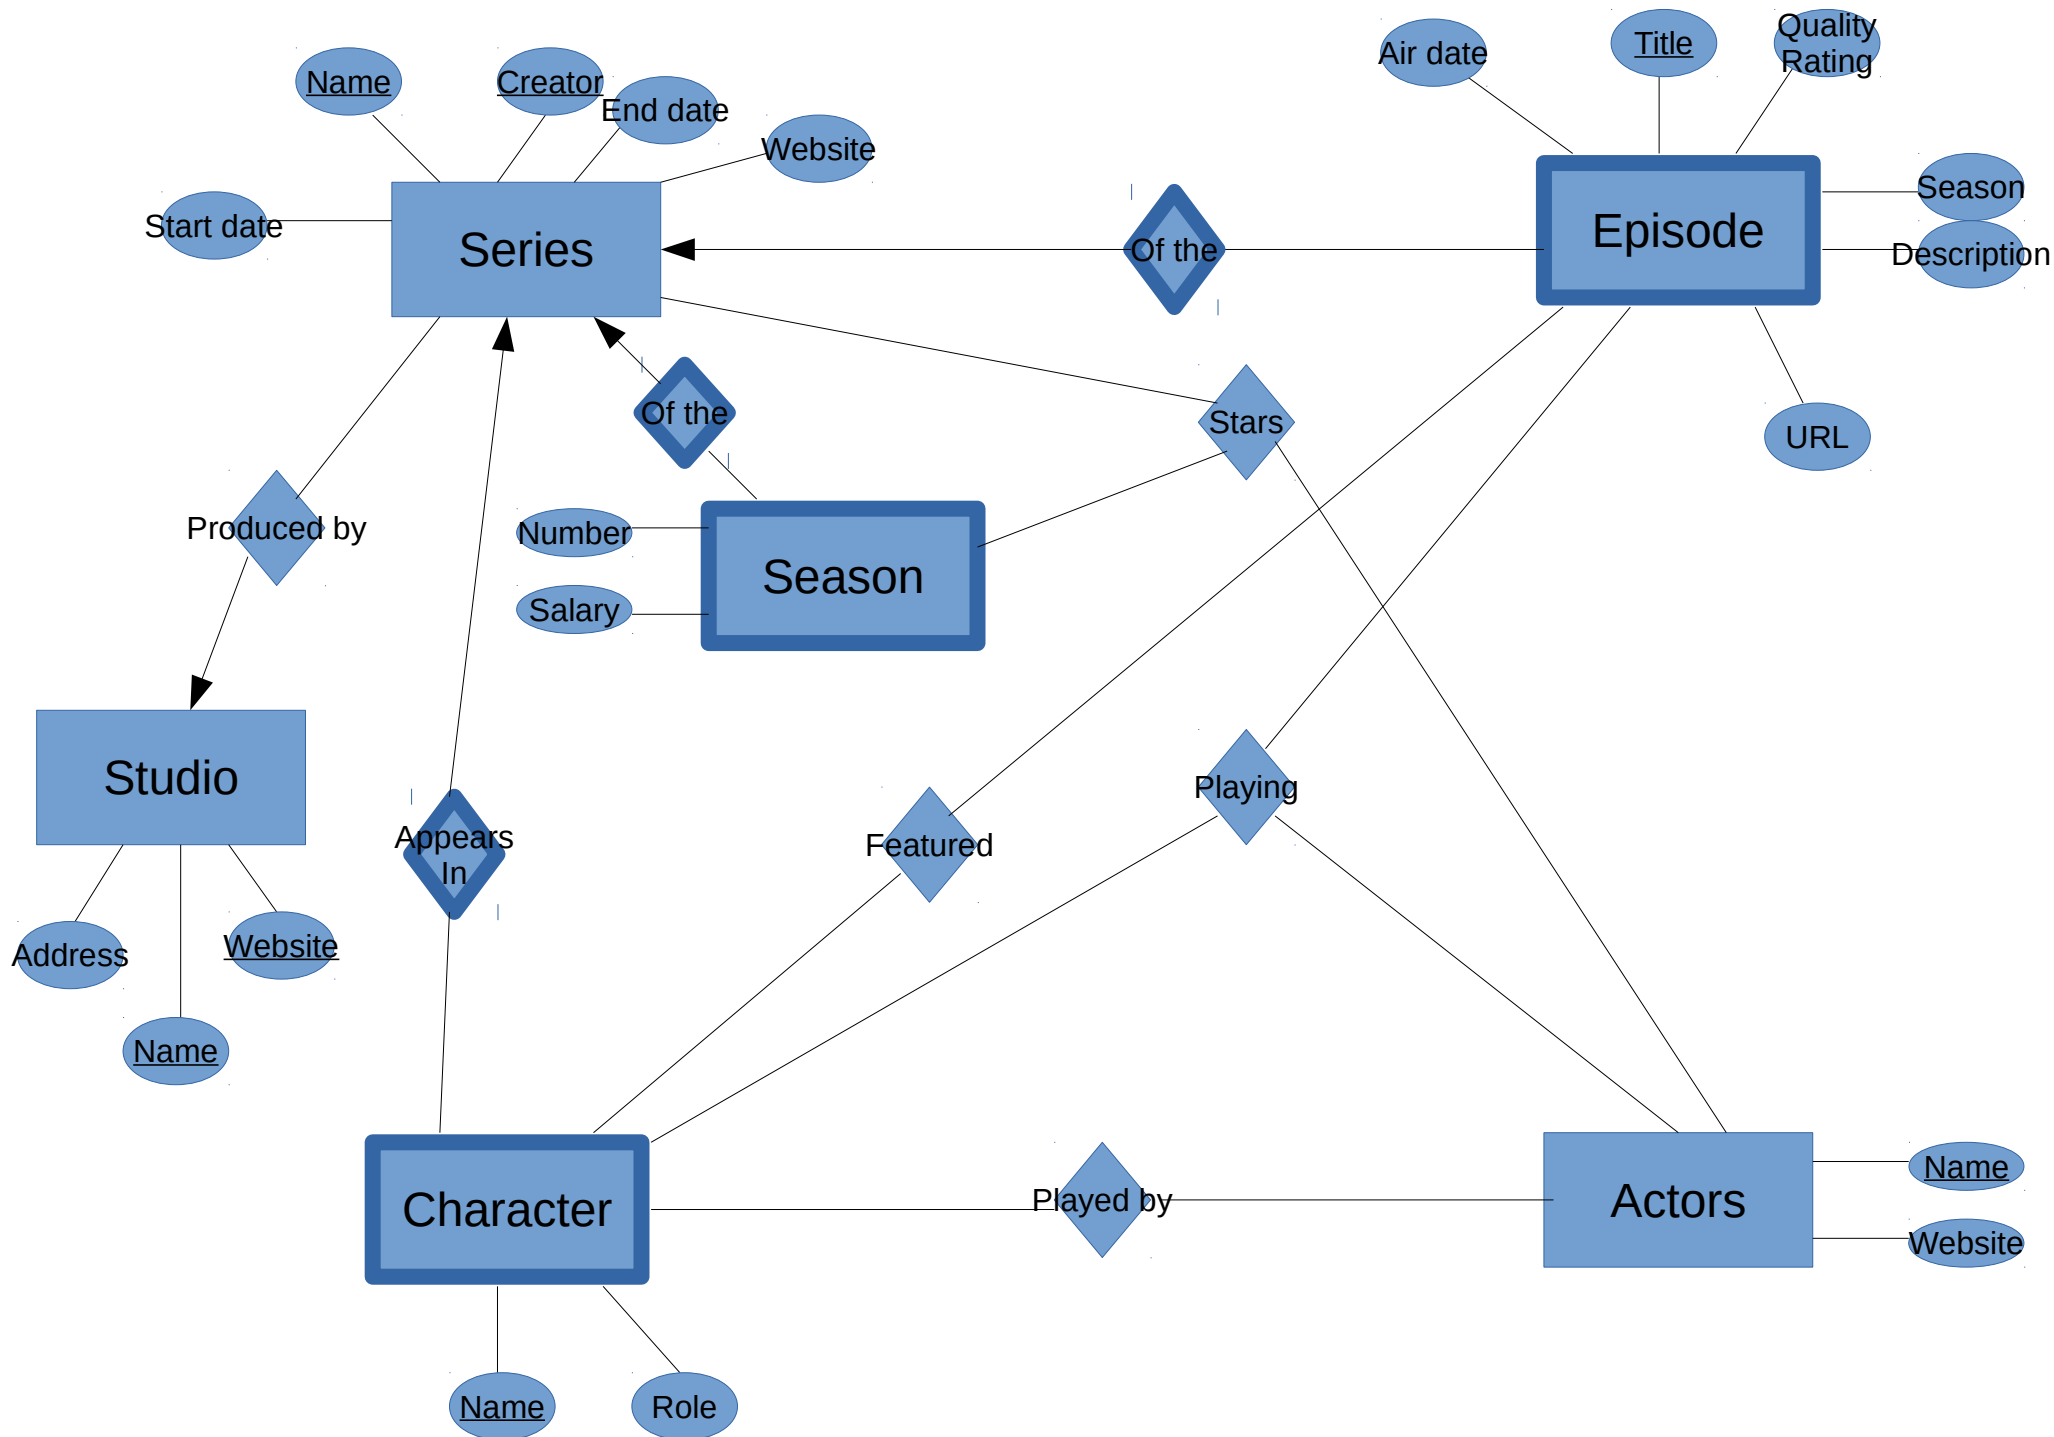 Name
Creator
End date
Website
Start date
Series
Air date
Title
Quality
Rating
Season
Description
Episode
URL
Of the
Of the
Stars
Produced by
Number
Salary
Season
Studio
Address
Website
Name
Appears
In
Featured
Playing
Character
Played by
Actors
Name
Website
Name
Role